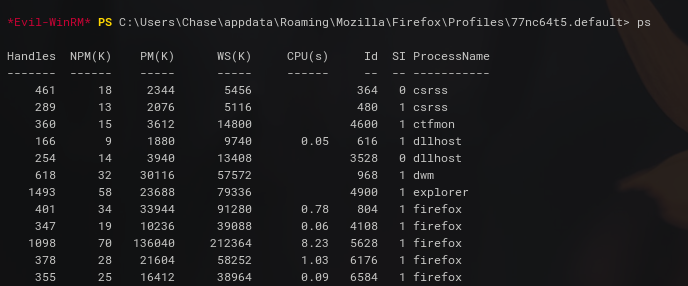 *Evil-WinRM* PS C:\Users\Chase\appdata\Roaming\Mozilla\Firefox\Profiles\77nc64t5.default> ps
Handles NPM(K) PM(K) WS(K) CPU(s) Id SI ProcessName
------- ------ ----- ----- ------ -- -- -----------
461 18 2344 5456 364 0 csrss
289 13 2076 5116 480 1 csrss
360 15 3612 14800 4600 1 ctfmon
166 9 1880 9740 0.05 616 1 dllhost
254 14 3940 13408 3528 0 dllhost
618 32 30116 57572 968 1 dwm
1493 58 23688 79336 4900 1 explorer
401 34 33944 91280 0.78 804 1 firefox
347 19 10236 39088 0.06 4108 1 firefox
1098 70 136040 212364 8.23 5628 1 firefox
378 28 21604 58252 1.03 6176 1 firefox
355 25 16412 38964 0.09 6584 1 firefox